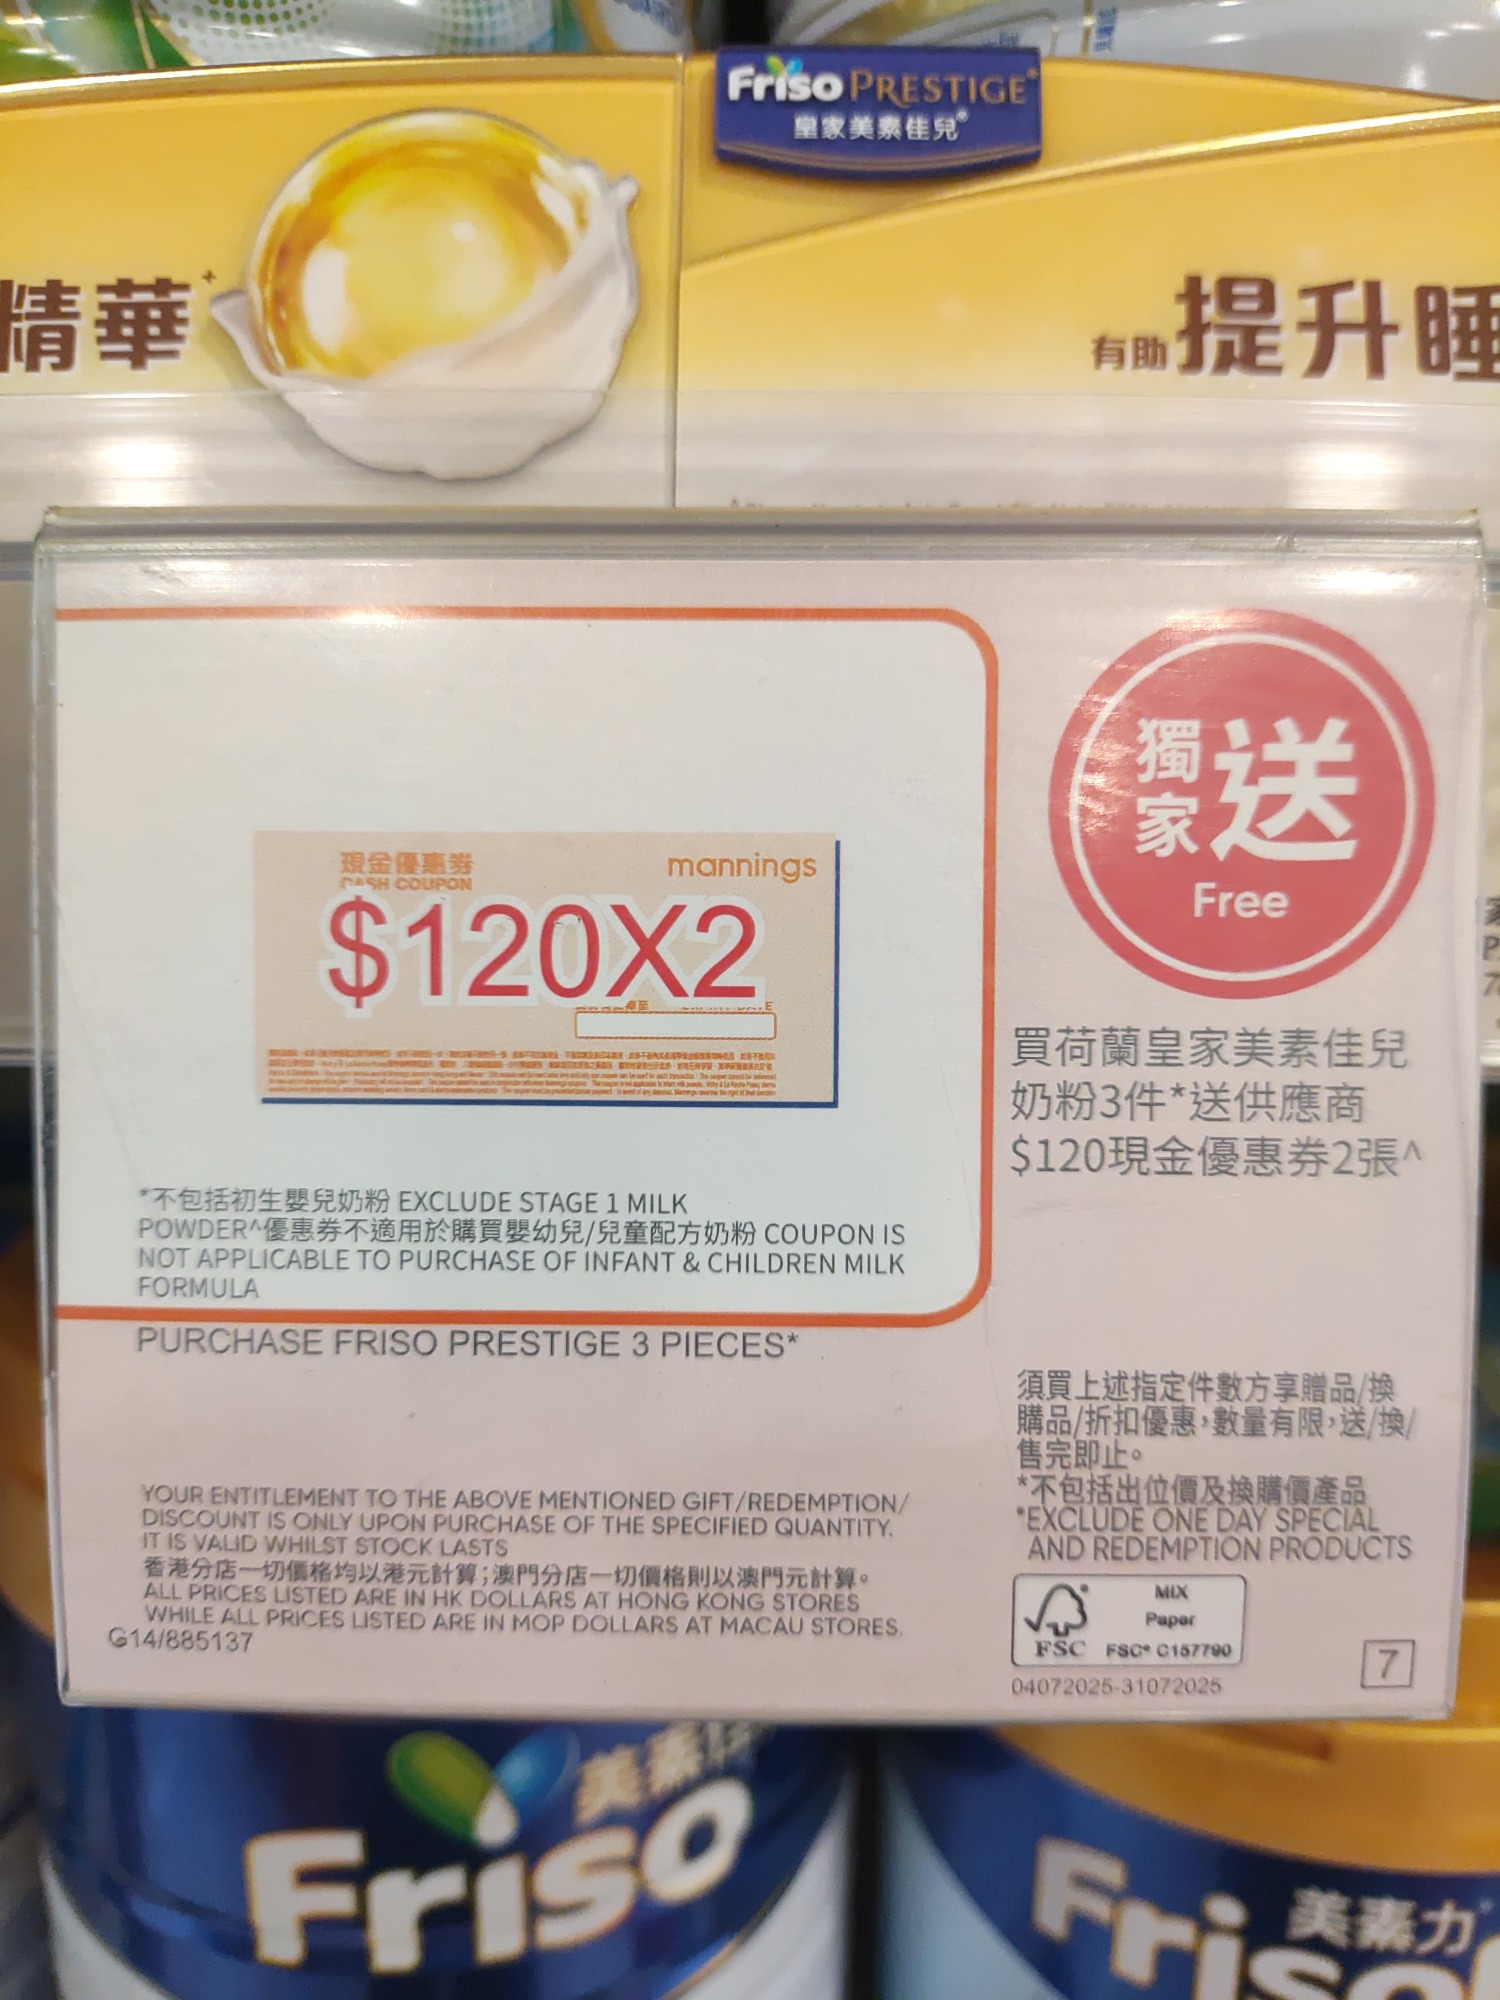 Friso PRESTIGE
皇家美素佳兒®
精華+
有助提升睡
獨家送
Free
現金優惠券
CASH COUPON
mannings
$120X2
買荷蘭皇家美素佳兒
奶粉3件*送供應商
$120現金優惠券2張^
*不包括初生嬰兒奶粉 EXCLUDE STAGE 1 MILK
POWDER^優惠券不適用於購買嬰幼兒/兒童配方奶粉 COUPON IS
NOT APPLICABLE TO PURCHASE OF INFANT & CHILDREN MILK
FORMULA
PURCHASE FRISO PRESTIGE 3 PIECES*
須買上述指定件數方享贈品/換
購品/折扣優惠,數量有限,送/換/
售完即止。
*不包括出位價及換購價產品
*EXCLUDE ONE DAY SPECIAL
AND REDEMPTION PRODUCTS
YOUR ENTITLEMENT TO THE ABOVE MENTIONED GIFT/REDEMPTION/
DISCOUNT IS ONLY UPON PURCHASE OF THE SPECIFIED QUANTITY.
IT IS VALID WHILST STOCK LASTS
香港分店一切價格均以港元計算;澳門分店一切價格則以澳門元計算。
ALL PRICES LISTED ARE IN HK DOLLARS AT HONG KONG STORES
WHILE ALL PRICES LISTED ARE IN MOP DOLLARS AT MACAU STORES.
G14/885137
FSC
MIX
Paper
FSC® C157790
7
04072025-31072025
美素
Friso
美素力
Friso